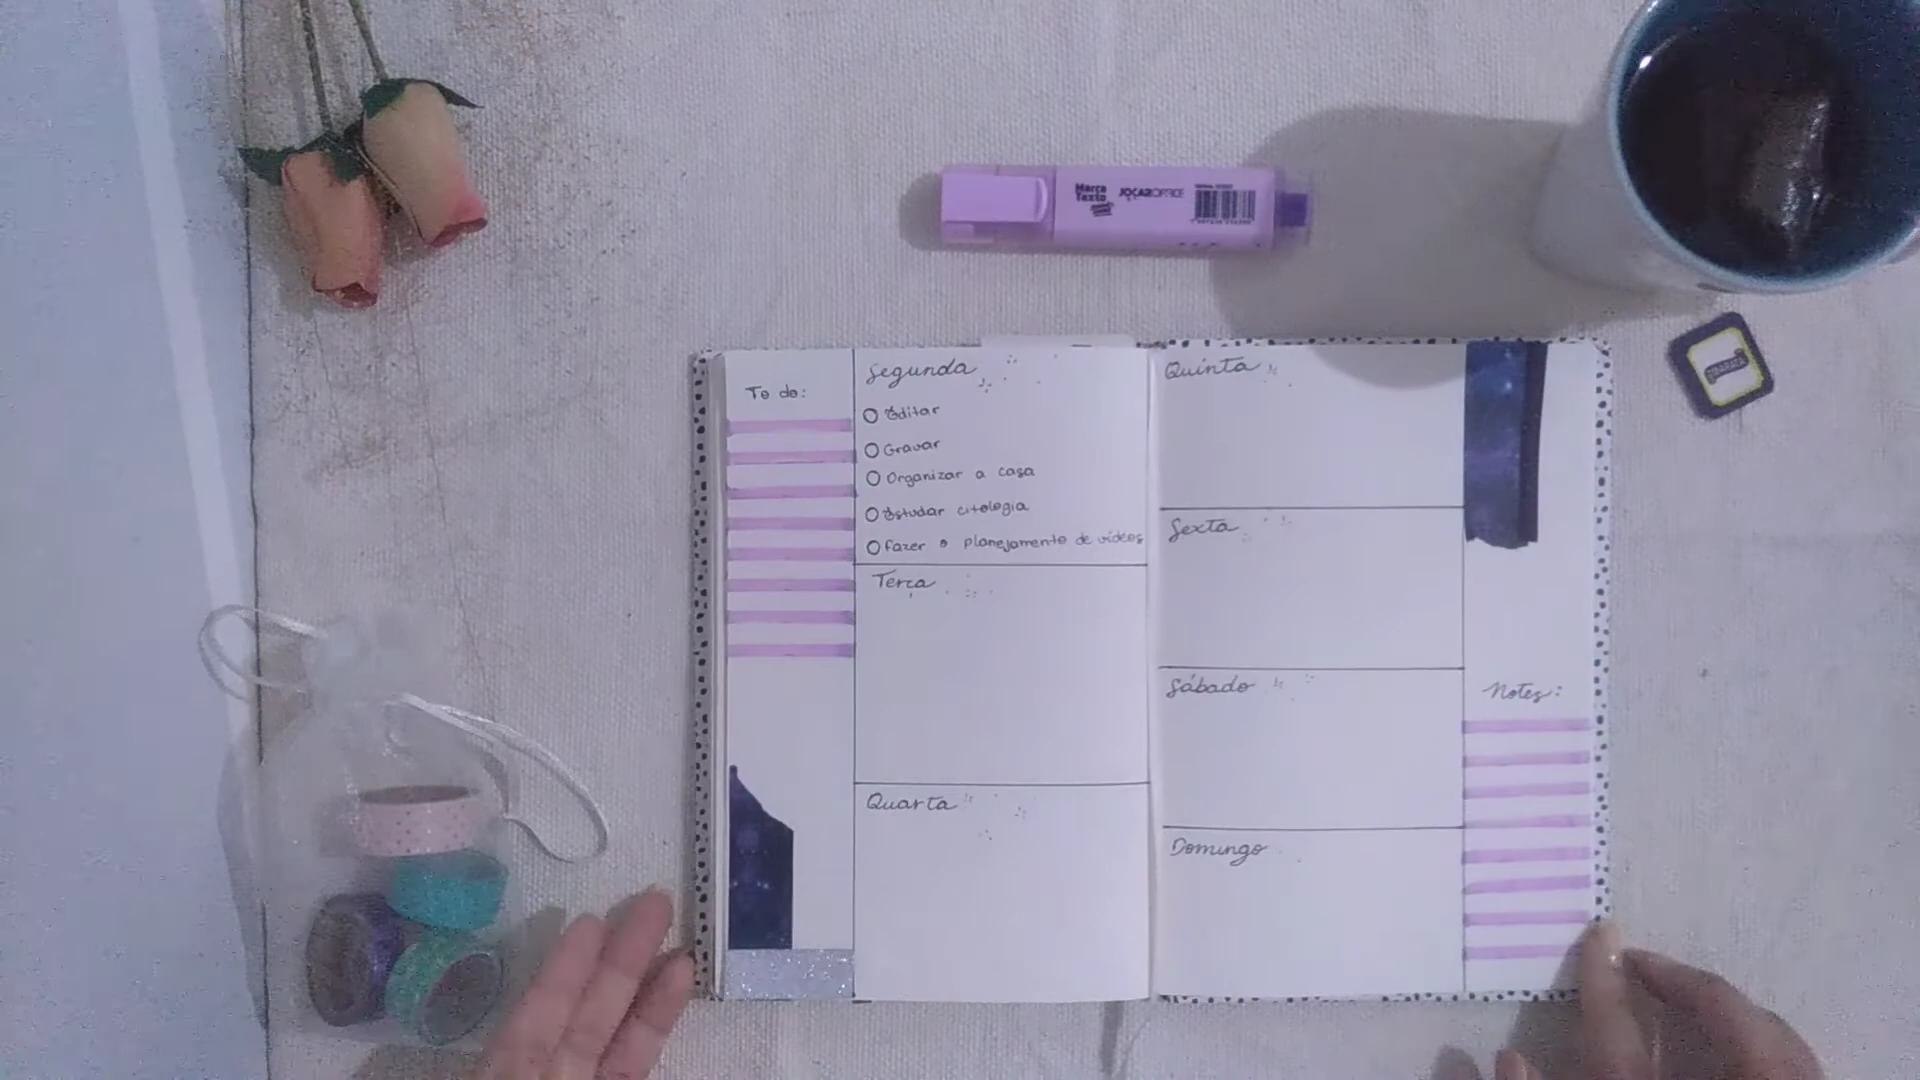 Marca
Texto
JOCAR OFFICE
To do:
Segunda
Editar
Gravar
Organizar a casa
Estudar citologia
Fazer o planejamento de vídeos
Terça
Quarta
Quinta
Sexta
Sábado
Domingo
Notes: